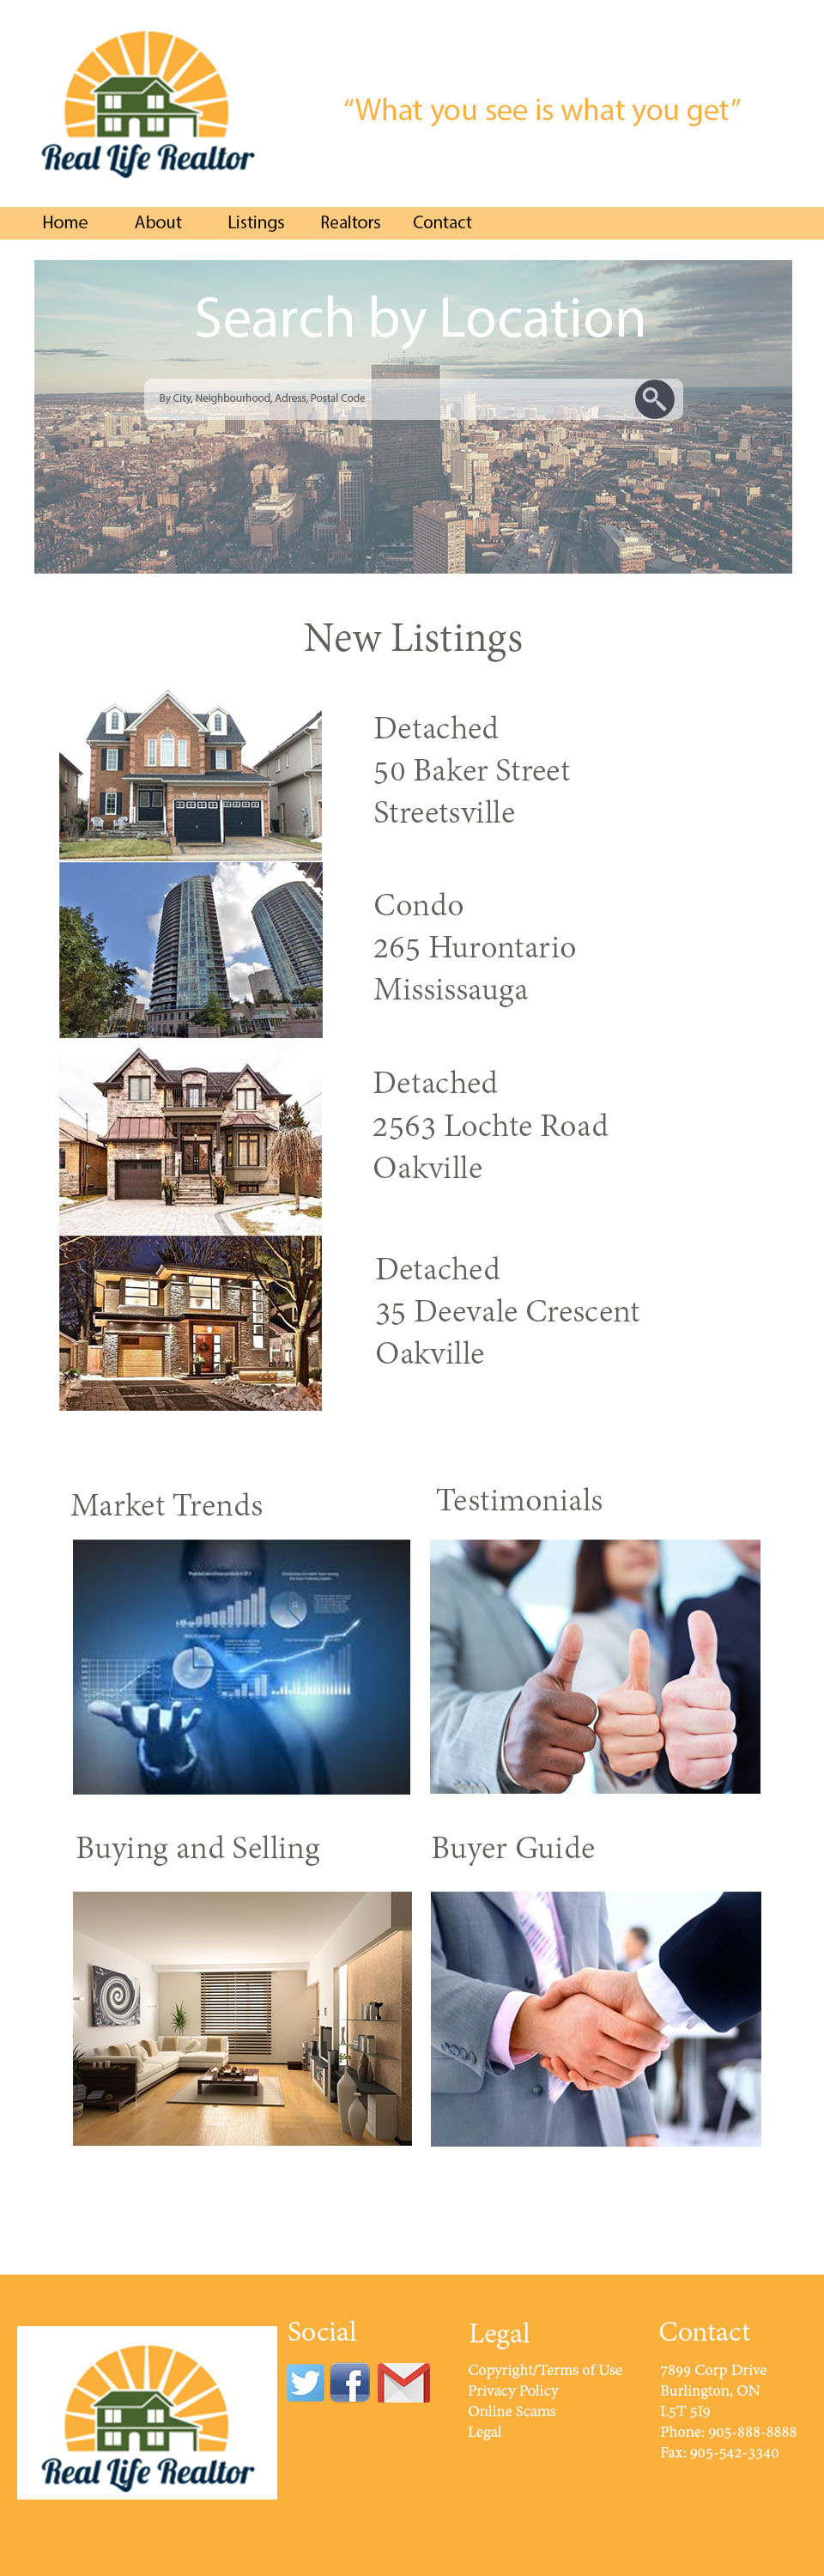 Real Life Realtor
“What you see is what you get”
Home About Listings Realtors Contact
Search by Location
By City, Neighbourhood, Adress, Postal Code
New Listings
Detached
50 Baker Street
Streetsville
Condo
265 Hurontario
Mississauga
Detached
2563 Lochte Road
Oakville
Detached
35 Deevale Crescent
Oakville
Market Trends
Testimonials
Buying and Selling
Buyer Guide
Real Life Realtor
Social
Legal
Copyright/Terms of Use
Privacy Policy
Online Scams
Legal
Contact
7899 Corp Drive
Burlington, ON
L5T 5I9
Phone: 905-888-8888
Fax: 905-542-3340